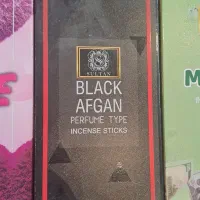 SULTAN
BLACK
AFGAN
PERFUME TYPE
INCENSE STICKS